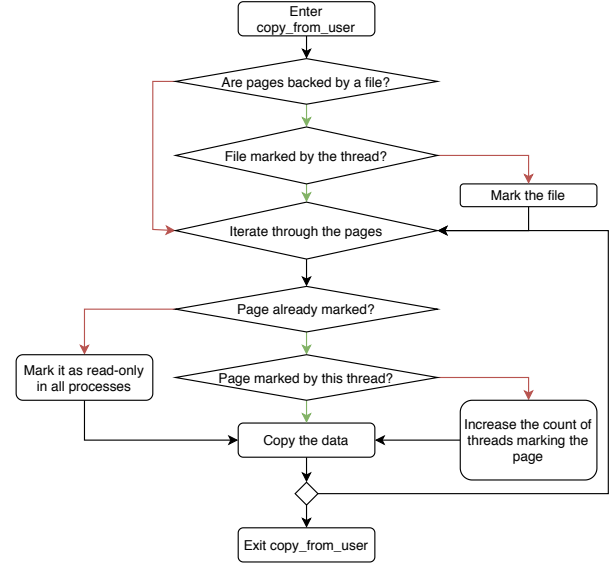 Enter
copy_from_user
Are pages backed by a file?
File marked by the thread?
Mark the file
Iterate through the pages
Page already marked?
Mark it as read-only
in all processes
Page marked by this thread?
Increase the count of
threads marking the
page
Copy the data
Exit copy_from_user